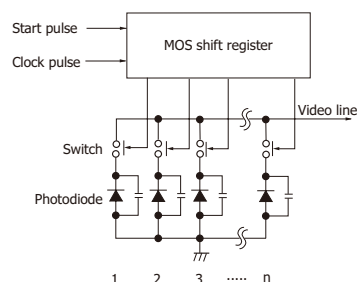 Start pulse
MOS shift register
Clock pulse
Video line
Switch
Photodiode
1 2 3 ..... n